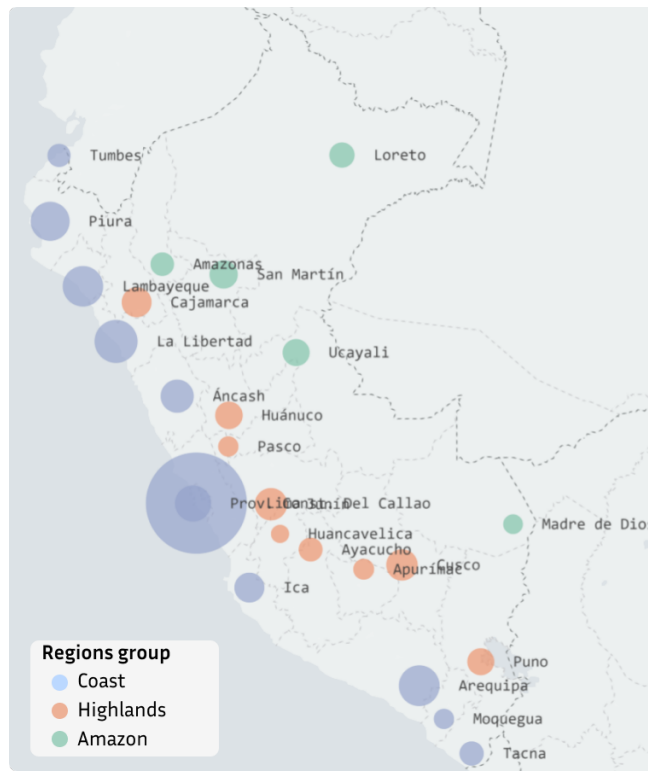 Tumbes
Loreto
Piura
Amazonas
San Martín
Lambayeque
Cajamarca
La Libertad
Ucayali
Áncash
Huánuco
Pasco
Del Callao
Madre de Dios
Huancavelica
Ayacucho
Cusco
Apurímac
Ica
Puno
Arequipa
Moquegua
Tacna
Regions group
Coast
Highlands
Amazon